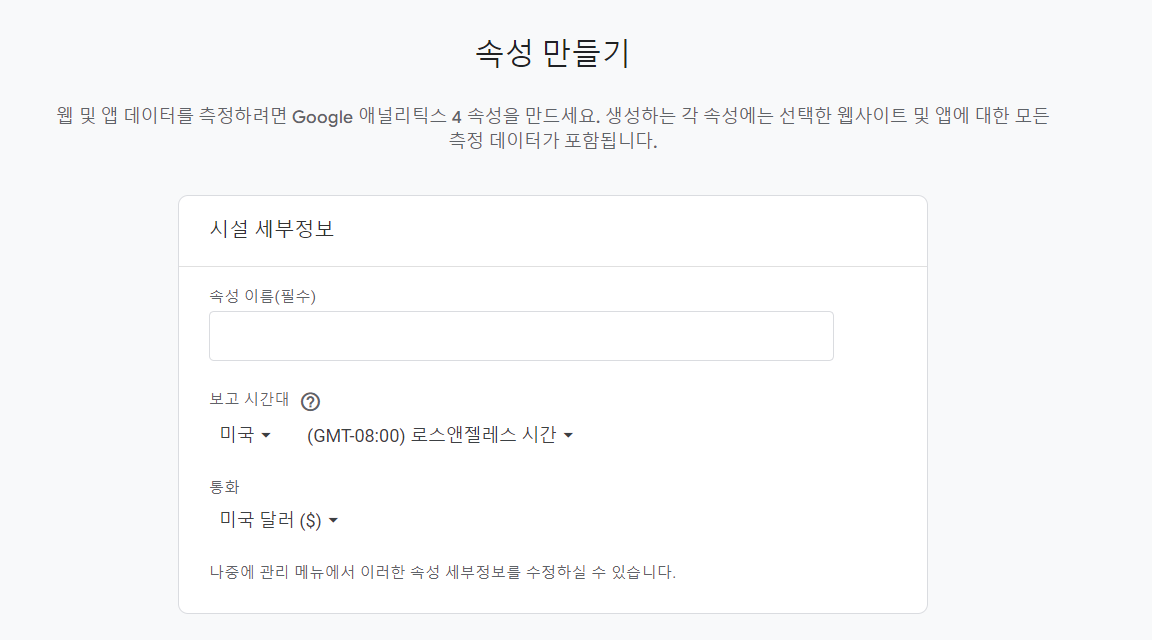 속성 만들기
웹 및 앱 데이터를 측정하려면 Google 애널리틱스 4 속성을 만드세요. 생성하는 각 속성에는 선택한 웹사이트 및 앱에 대한 모든
측정 데이터가 포함됩니다.
시설 세부정보
속성 이름(필수)
보고 시간대 ?
미국 (GMT-08:00) 로스앤젤레스 시간
통화
미국 달러 ($)
나중에 관리 메뉴에서 이러한 속성 세부정보를 수정하실 수 있습니다.